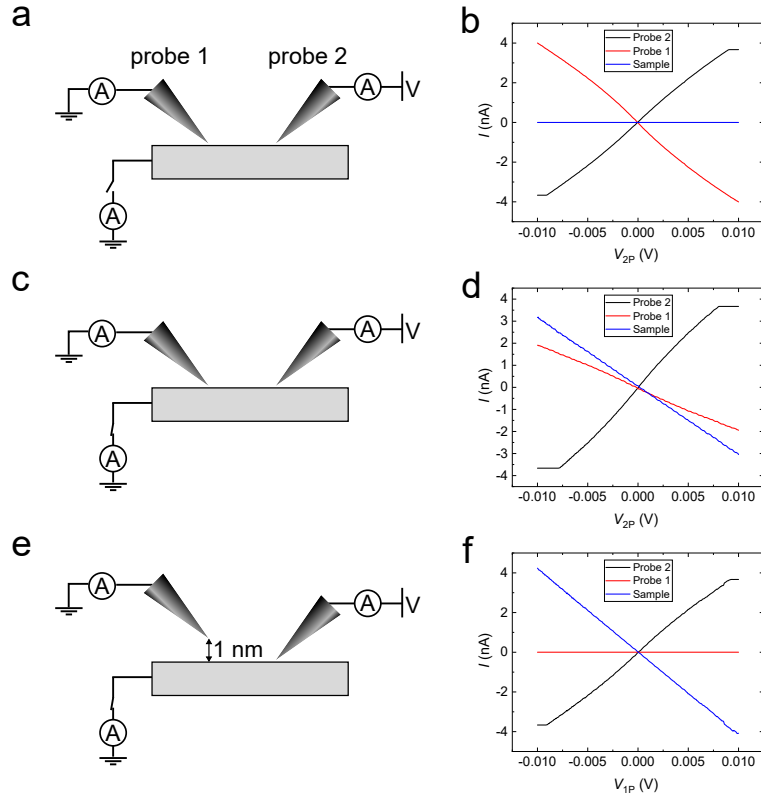 a
probe 1
probe 2
A
A
V
A
b
Probe 2
Probe 1
Sample
I (nA)
4
2
0
-2
-4
-0.010 -0.005 0.000 0.005 0.010
V2P (V)
c
A
A
V
A
d
Probe 2
Probe 1
Sample
I (nA)
4
3
2
1
0
-1
-2
-3
-4
-0.010 -0.005 0.000 0.005 0.010
V2P (V)
e
A
A
V
1 nm
A
f
Probe 2
Probe 1
Sample
I (nA)
4
2
0
-2
-4
-0.010 -0.005 0.000 0.005 0.010
V1P (V)